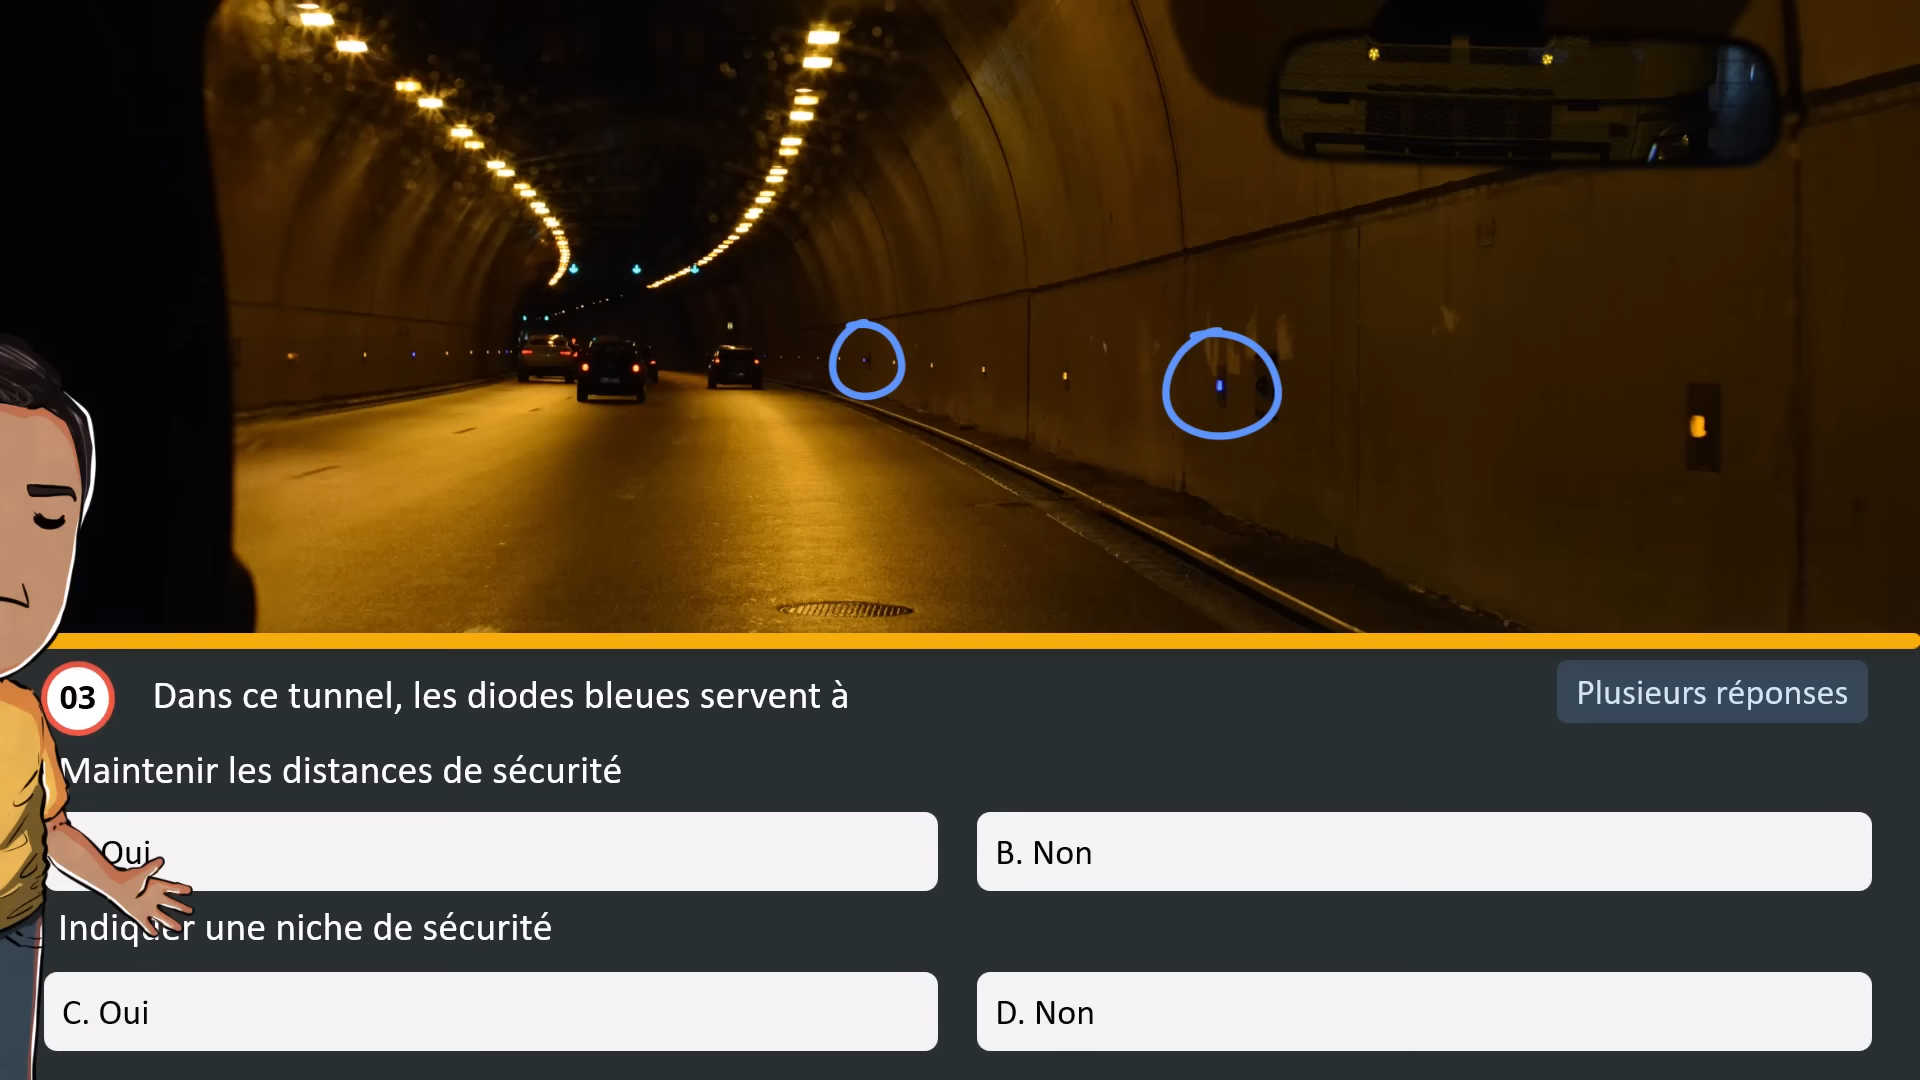 03 Dans ce tunnel, les diodes bleues servent à
Plusieurs réponses
Maintenir les distances de sécurité
Oui
B. Non
Indiquer une niche de sécurité
C. Oui
D. Non